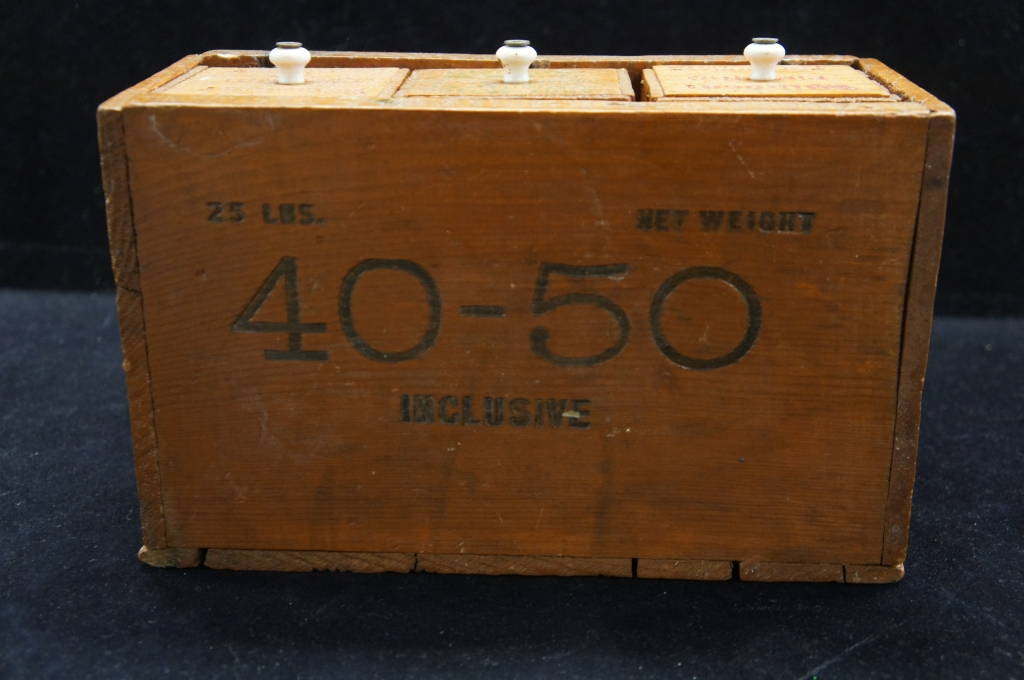 25 LBS. NET WEIGHT
40-50
INCLUSIVE